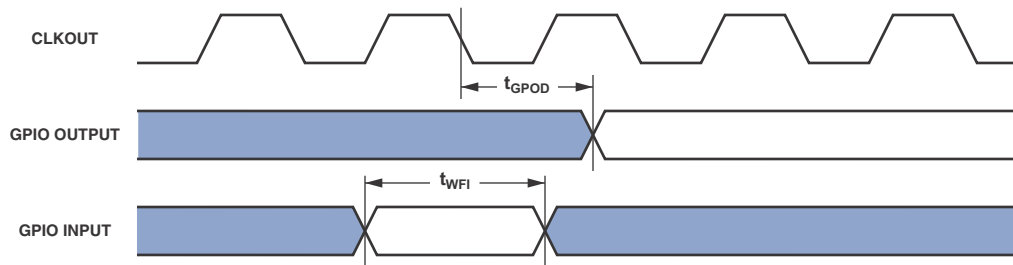 CLKOUT
tGPOD
GPIO OUTPUT
tWFI
GPIO INPUT